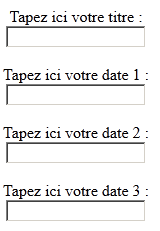 Tapez ici votre titre :
Tapez ici votre date 1 :
Tapez ici votre date 2 :
Tapez ici votre date 3 :